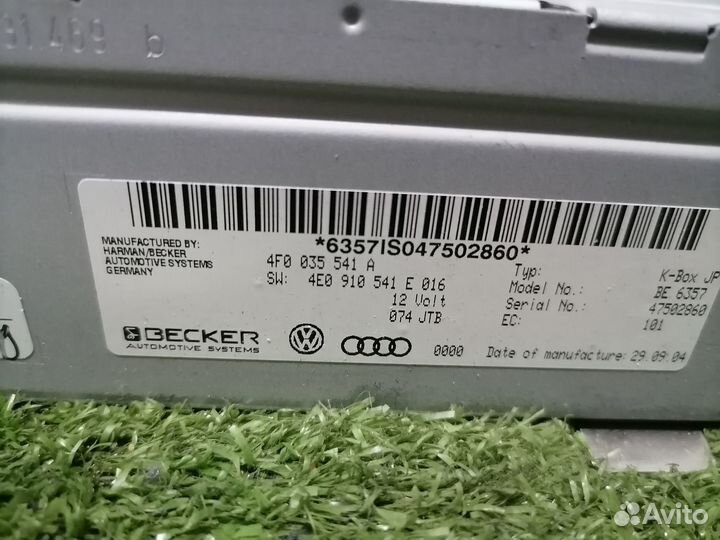 *6357IS047502860*
MANUFACTURED BY:
HARMAN/BECKER
AUTOMOTIVE SYSTEMS
GERMANY
4F0 035 541 A
SW: 4E0 910 541 E 016
12 Volt
074 JTB
Typ: K-Box JP
Model No.: BE 6357
Serial No.: 47502860
EC: 101
BECKER
AUTOMOTIVE SYSTEMS
0000
Date of manufacture: 29.09.04
Avito